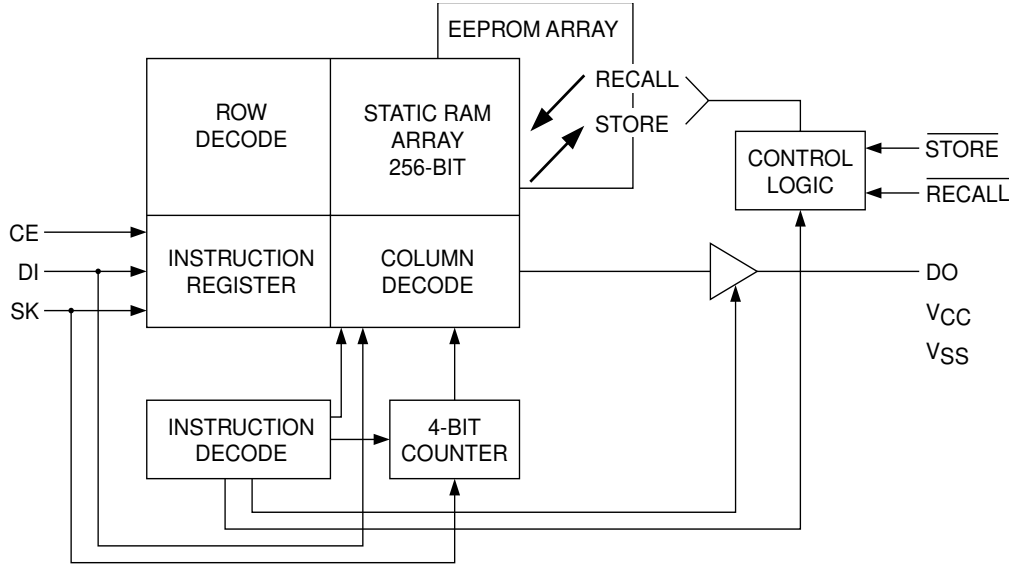 EEPROM ARRAY
ROW
DECODE
STATIC RAM
ARRAY
256-BIT
RECALL
STORE
CONTROL
LOGIC
STORE
RECALL
CE
DI
SK
INSTRUCTION
REGISTER
COLUMN
DECODE
DO
VCC
VSS
INSTRUCTION
DECODE
4-BIT
COUNTER